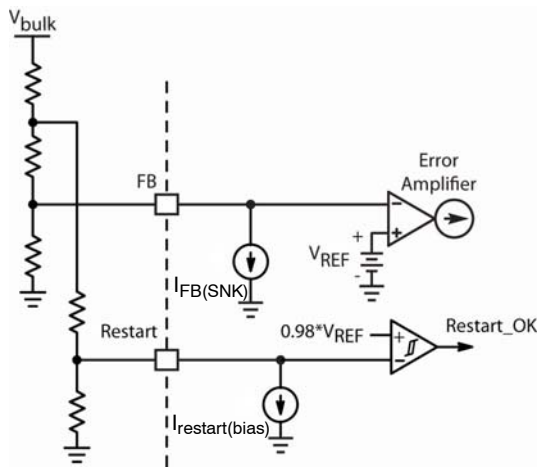 Vbulk
Error
Amplifier
FB
+
-
VREF
+
-
IFB(SNK)
Restart
0.98*VREF
+
-
Restart_OK
Irestart(bias)